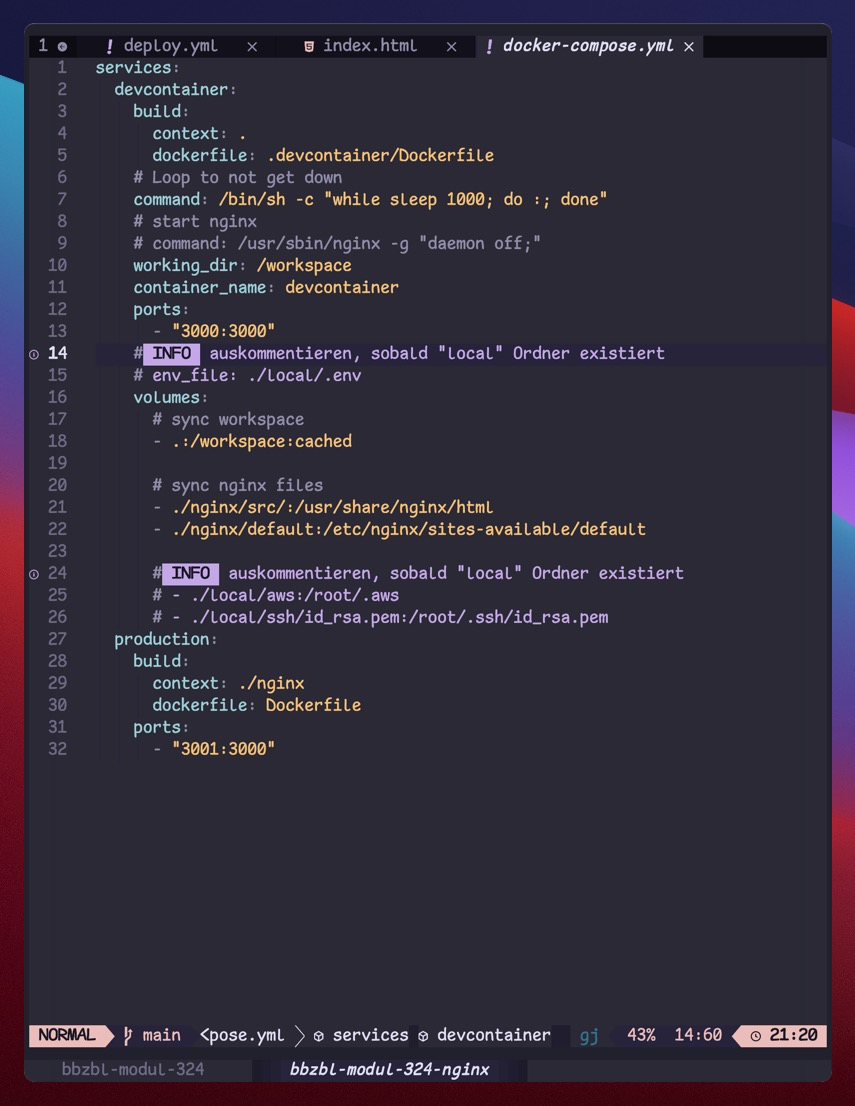 1 deploy.yml × index.html × docker-compose.yml ×
1 services:
2 devcontainer:
3 build:
4 context: .
5 dockerfile: .devcontainer/Dockerfile
6 # Loop to not get down
7 command: /bin/sh -c "while sleep 1000; do :; done"
8 # start nginx
9 # command: /usr/sbin/nginx -g "daemon off;"
10 working_dir: /workspace
11 container_name: devcontainer
12 ports:
13 - "3000:3000"
14 # INFO auskommentieren, sobald "local" Ordner existiert
15 # env_file: ./local/.env
16 volumes:
17 # sync workspace
18 - .:/workspace:cached
19
20 # sync nginx files
21 - ./nginx/src/:/usr/share/nginx/html
22 - ./nginx/default:/etc/nginx/sites-available/default
23
24 # INFO auskommentieren, sobald "local" Ordner existiert
25 # - ./local/aws:/root/.aws
26 # - ./local/ssh/id_rsa.pem:/root/.ssh/id_rsa.pem
27 production:
28 build:
29 context: ./nginx
30 dockerfile: Dockerfile
31 ports:
32 - "3001:3000"
NORMAL main <pose.yml services devcontainer gj 43% 14:60 21:20
bbzbl-modul-324 bbzbl-modul-324-nginx